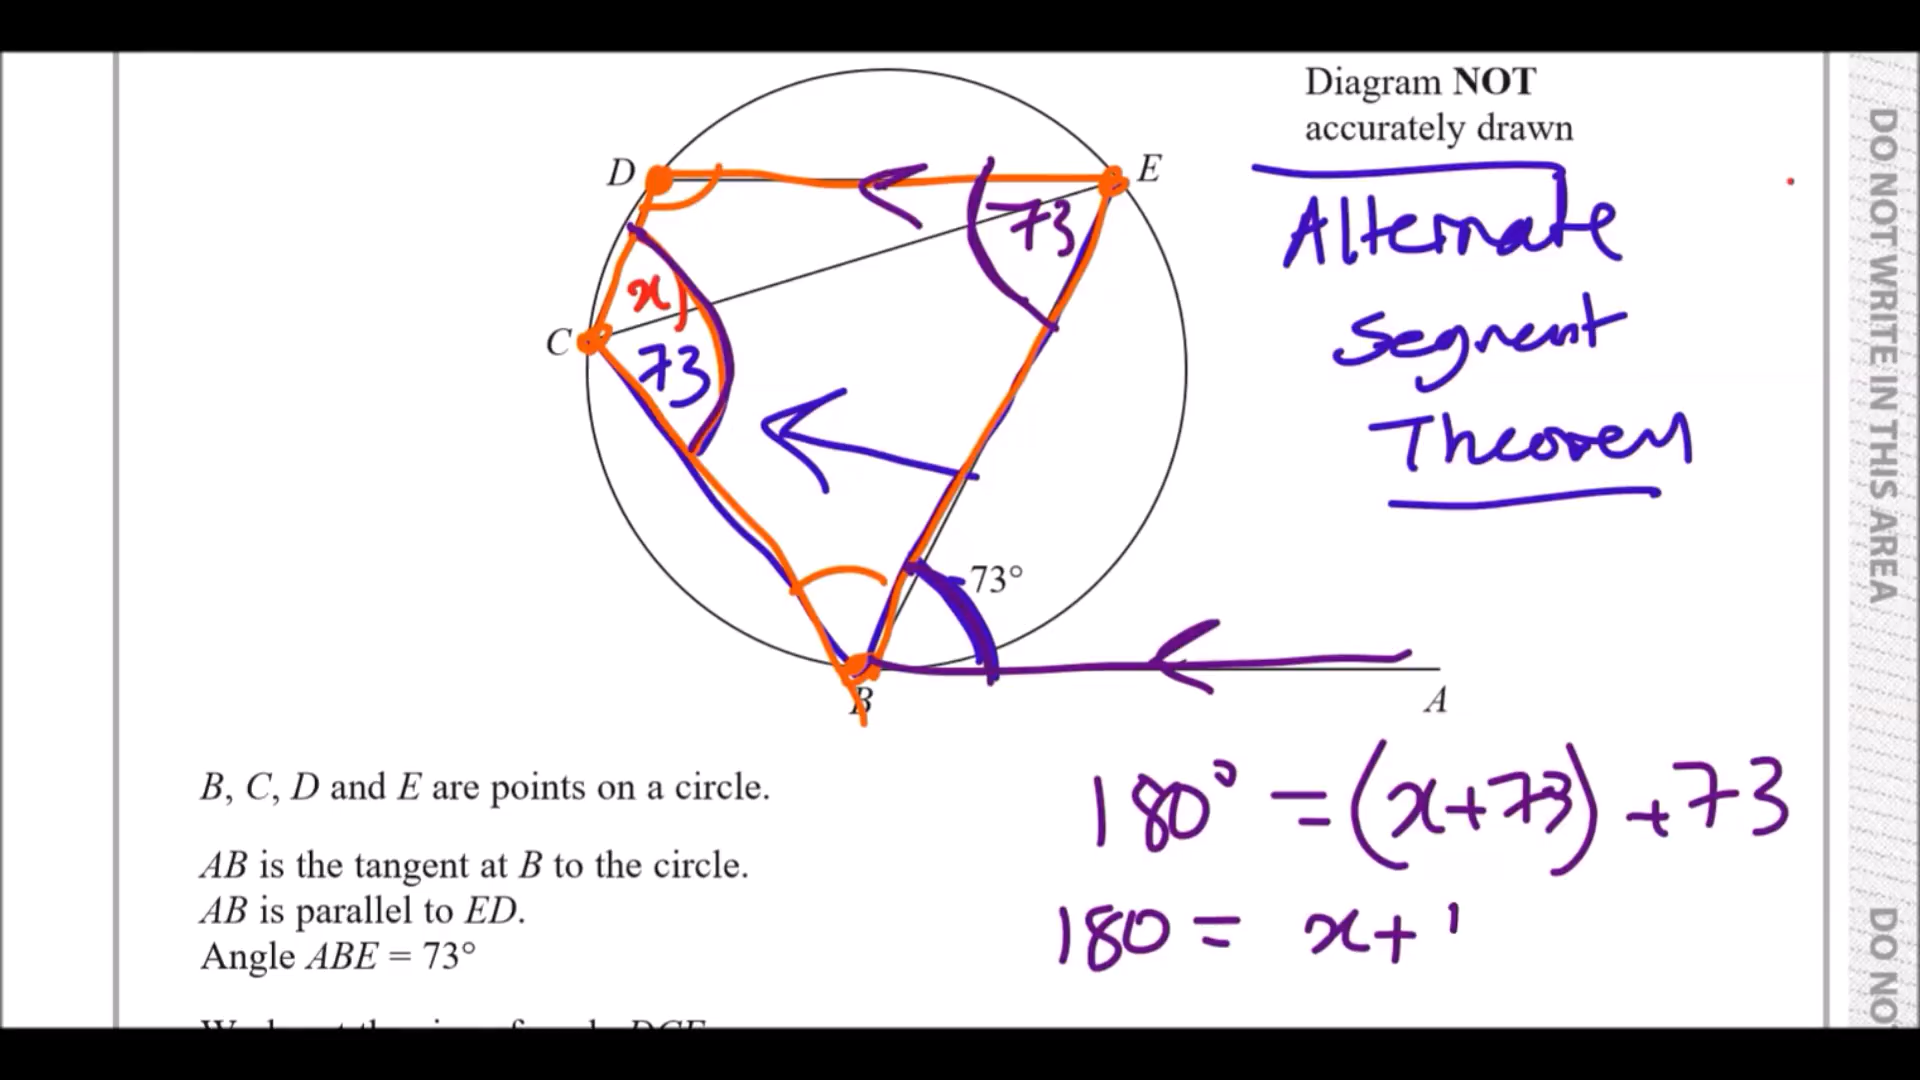 Diagram NOT
accurately drawn
Alternate
Segment
Theorem
D
E
73
x
C
73
73°
B
A
B, C, D and E are points on a circle.
AB is the tangent at B to the circle.
AB is parallel to ED.
Angle ABE = 73°
180° = (x+73) +73
180 = x+ 1
DO NOT WRITE IN THIS AREA
DO NO